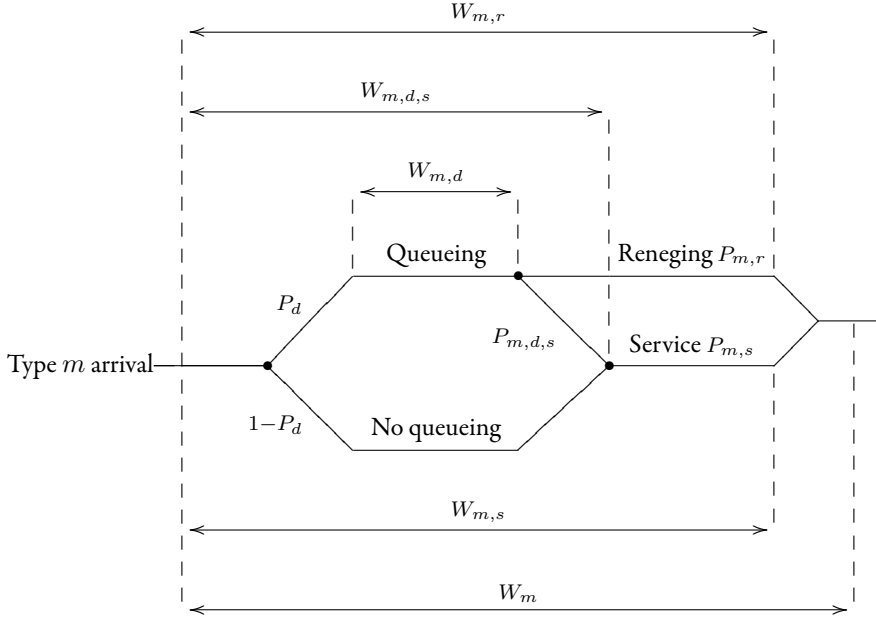 W_{m,r}
W_{m,d,s}
W_{m,d}
Queueing
Reneging P_{m,r}
P_d
P_{m,d,s}
Type m arrival
Service P_{m,s}
1−P_d
No queueing
W_{m,s}
W_m